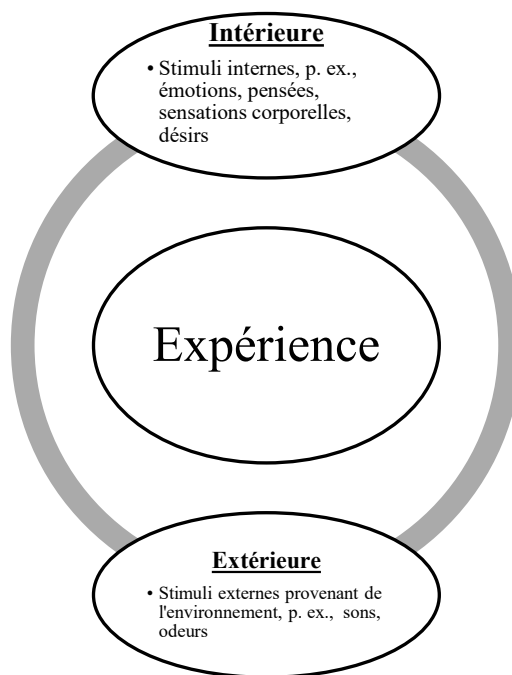 Intérieure
• Stimuli internes, p. ex.,
émotions, pensées,
sensations corporelles,
désirs
Expérience
Extérieure
• Stimuli externes provenant de
l'environnement, p. ex., sons,
odeurs